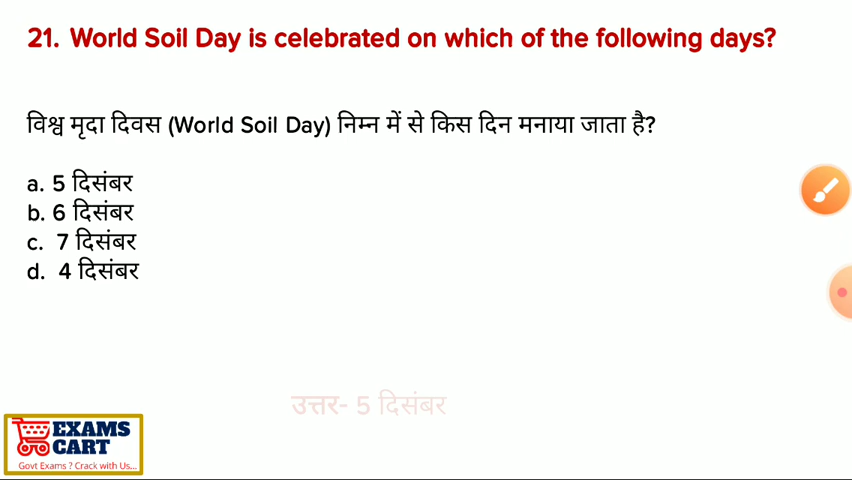 21. World Soil Day is celebrated on which of the following days?
विश्व मृदा दिवस (World Soil Day) निम्न में से किस दिन मनाया जाता है?
a. 5 दिसंबर
b. 6 दिसंबर
c. 7 दिसंबर
d. 4 दिसंबर
उत्तर- 5 दिसंबर
EXAMS
CART
Govt Exams ? Crack with Us...